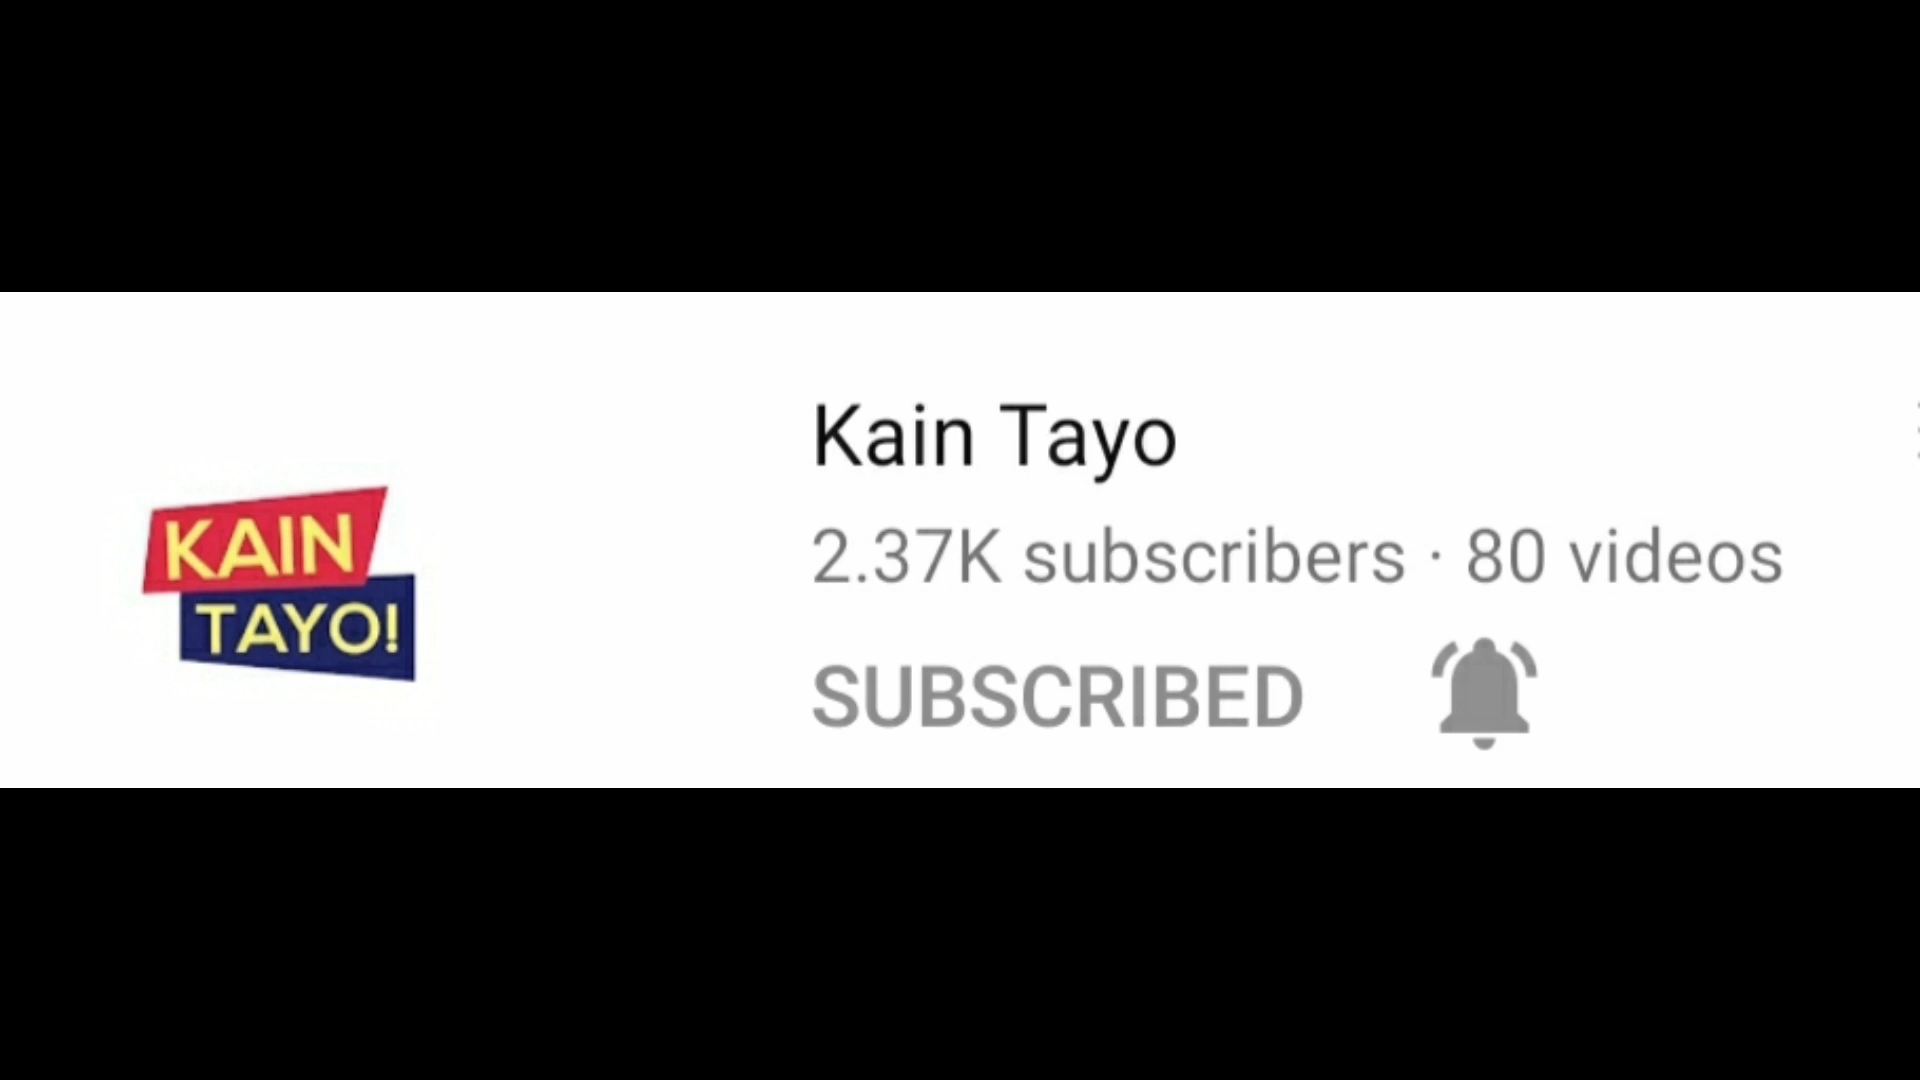 KAIN
TAYO!
Kain Tayo
2.37K subscribers · 80 videos
SUBSCRIBED